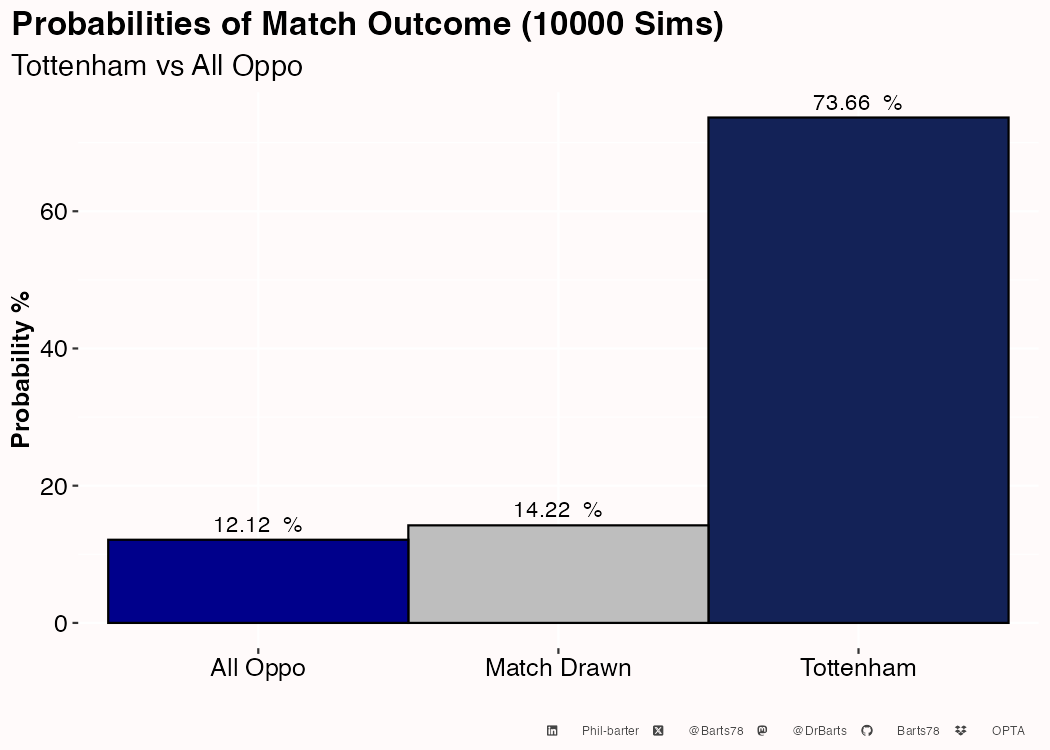 Probabilities of Match Outcome (10000 Sims)
Tottenham vs All Oppo
73.66 %
60
40
Probability %
20
14.22 %
12.12 %
0
All Oppo Match Drawn Tottenham
Phil-barter @Barts78 @DrBarts Barts78 OPTA